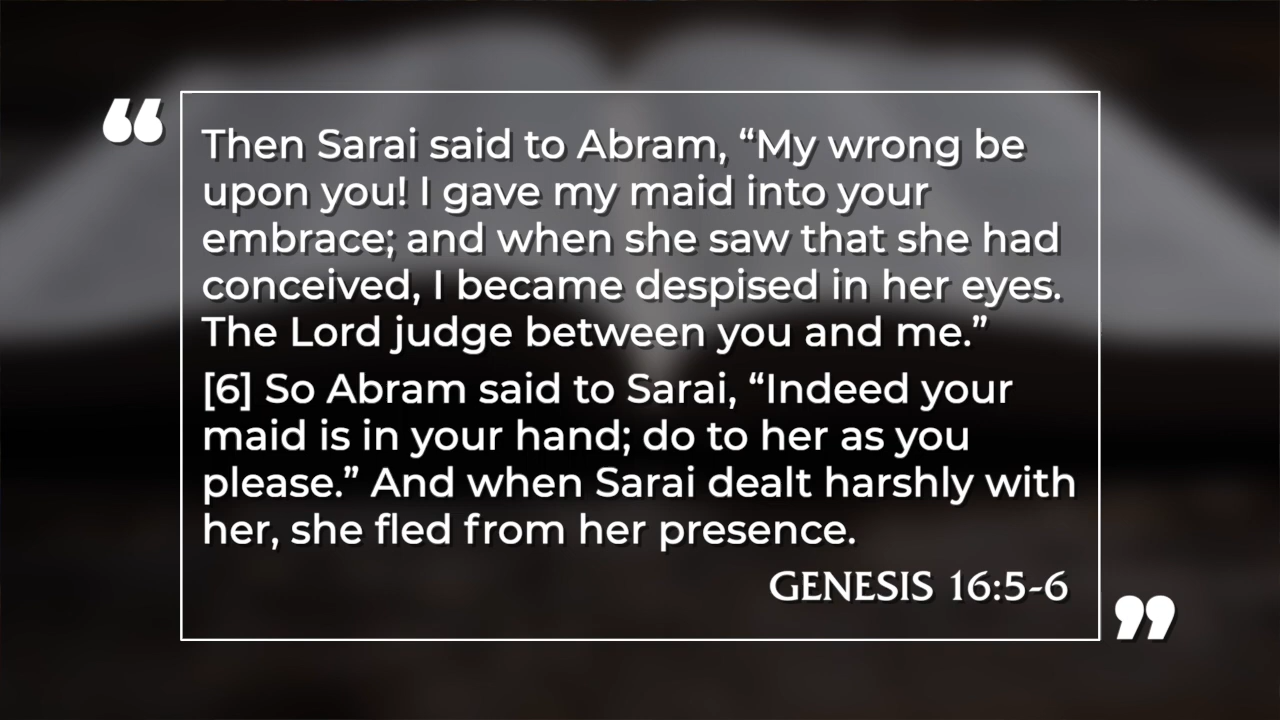 “
Then Sarai said to Abram, “My wrong be
upon you! I gave my maid into your
embrace; and when she saw that she had
conceived, I became despised in her eyes.
The Lord judge between you and me.”
[6] So Abram said to Sarai, “Indeed your
maid is in your hand; do to her as you
please.” And when Sarai dealt harshly with
her, she fled from her presence.
GENESIS 16:5-6
”